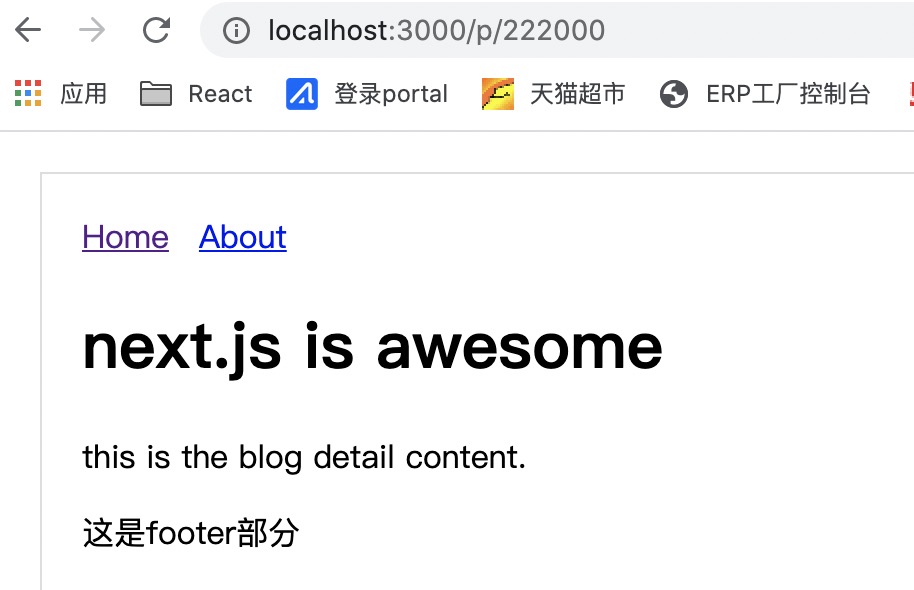 localhost:3000/p/222000
应用 React 登录portal 天猫超市 ERP工厂控制台
Home About
next.js is awesome
this is the blog detail content.
这是footer部分